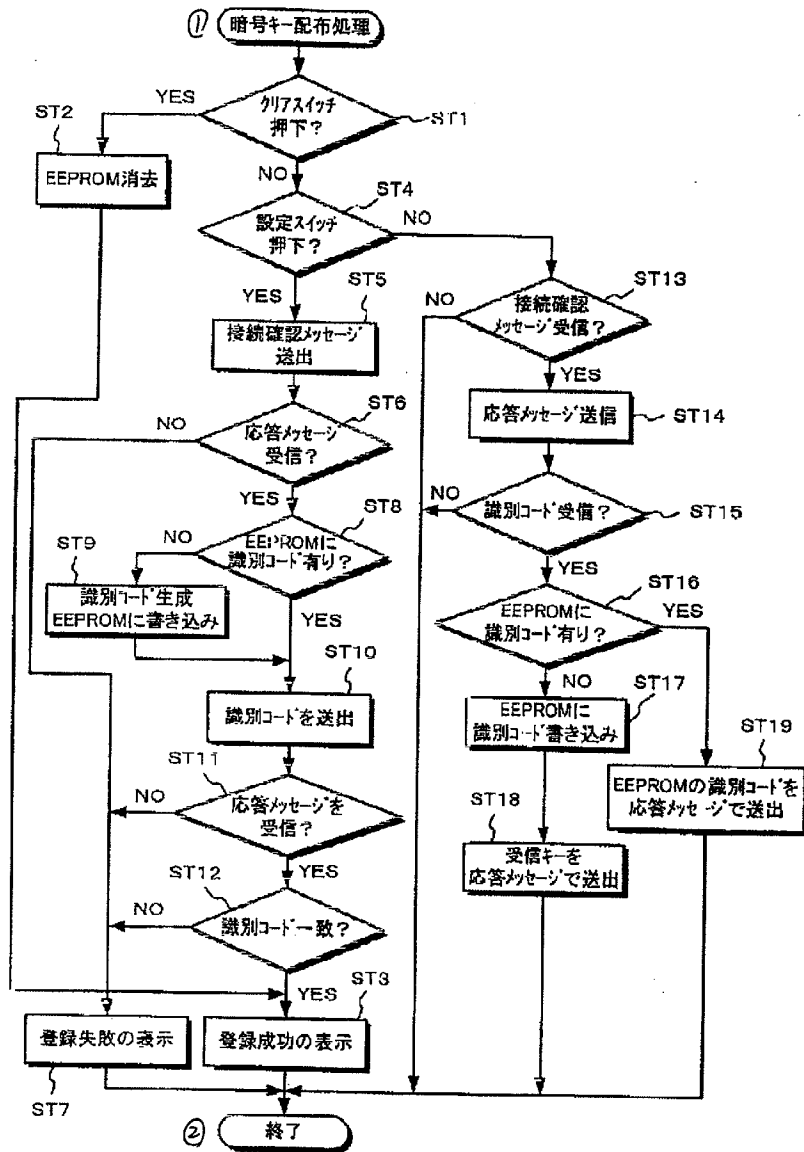 ① 暗号キー配布処理
YES
ST2
クリアスイッチ
押下?
ST1
EEPROM消去
NO
ST4
設定スイッチ
押下?
NO
YES
ST5
ST13
NO
接続確認
メッセージ受信?
接続確認メッセージ
送出
YES
ST6
NO
応答メッセージ
受信?
応答メッセージ送信
ST14
YES
ST8
NO
識別コード受信?
ST15
ST9
NO
EEPROMに
識別コード有り?
YES
ST16
識別コード生成
EEPROMに書き込み
YES
EEPROMに
識別コード有り?
YES
ST10
NO
ST17
識別コードを送出
EEPROMに
識別コード書き込み
ST19
ST11
NO
応答メッセージを
受信?
EEPROMの識別コードを
応答メッセージで送出
ST18
YES
受信キーを
応答メッセージで送出
ST12
NO
識別コード一致?
YES
ST3
登録失敗の表示
登録成功の表示
ST7
② 終了